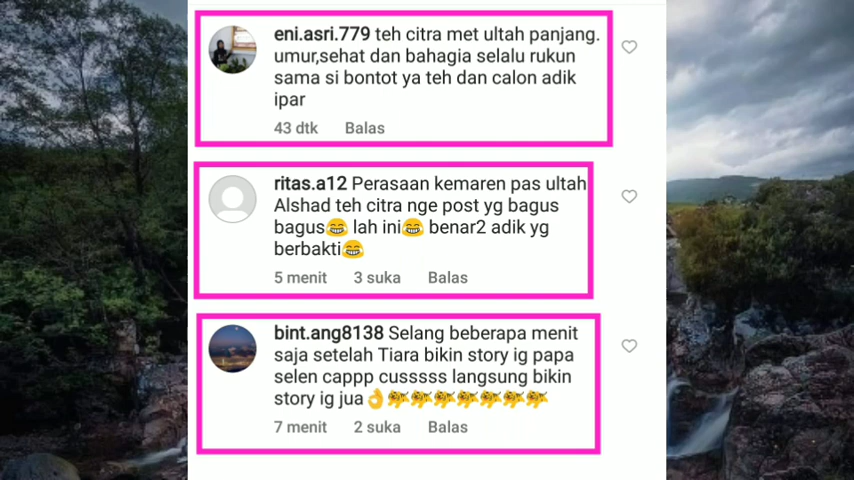 eni.asri.779 teh citra met ultah panjang.
umur,sehat dan bahagia selalu rukun
sama si bontot ya teh dan calon adik
ipar
43 dtk Balas
ritas.a12 Perasaan kemaren pas ultah
Alshad teh citra nge post yg bagus
bagus😂 lah ini😂 benar2 adik yg
berbakti😂
5 menit 3 suka Balas
bint.ang8138 Selang beberapa menit
saja setelah Tiara bikin story ig papa
selen cappp cusssss langsung bikin
story ig jua👌🐝🐝🐝🐝🐝🐝🐝
7 menit 2 suka Balas